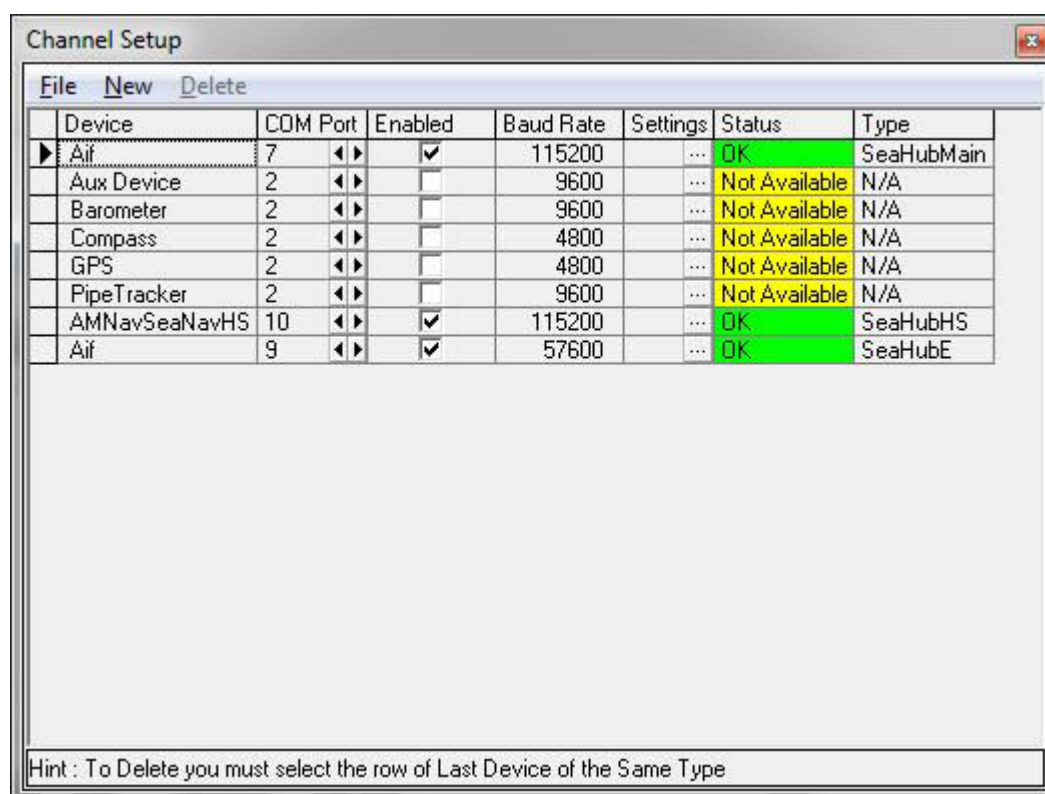 Channel Setup
File New Delete
Device COM Port Enabled Baud Rate Settings Status Type
Aif 7 115200 ... OK SeaHubMain
Aux Device 2 9600 ... Not Available N/A
Barometer 2 9600 ... Not Available N/A
Compass 2 4800 ... Not Available N/A
GPS 2 4800 ... Not Available N/A
PipeTracker 2 9600 ... Not Available N/A
AMNavSeaNavHS 10 115200 ... OK SeaHubHS
Aif 9 57600 ... OK SeaHubE
Hint : To Delete you must select the row of Last Device of the Same Type